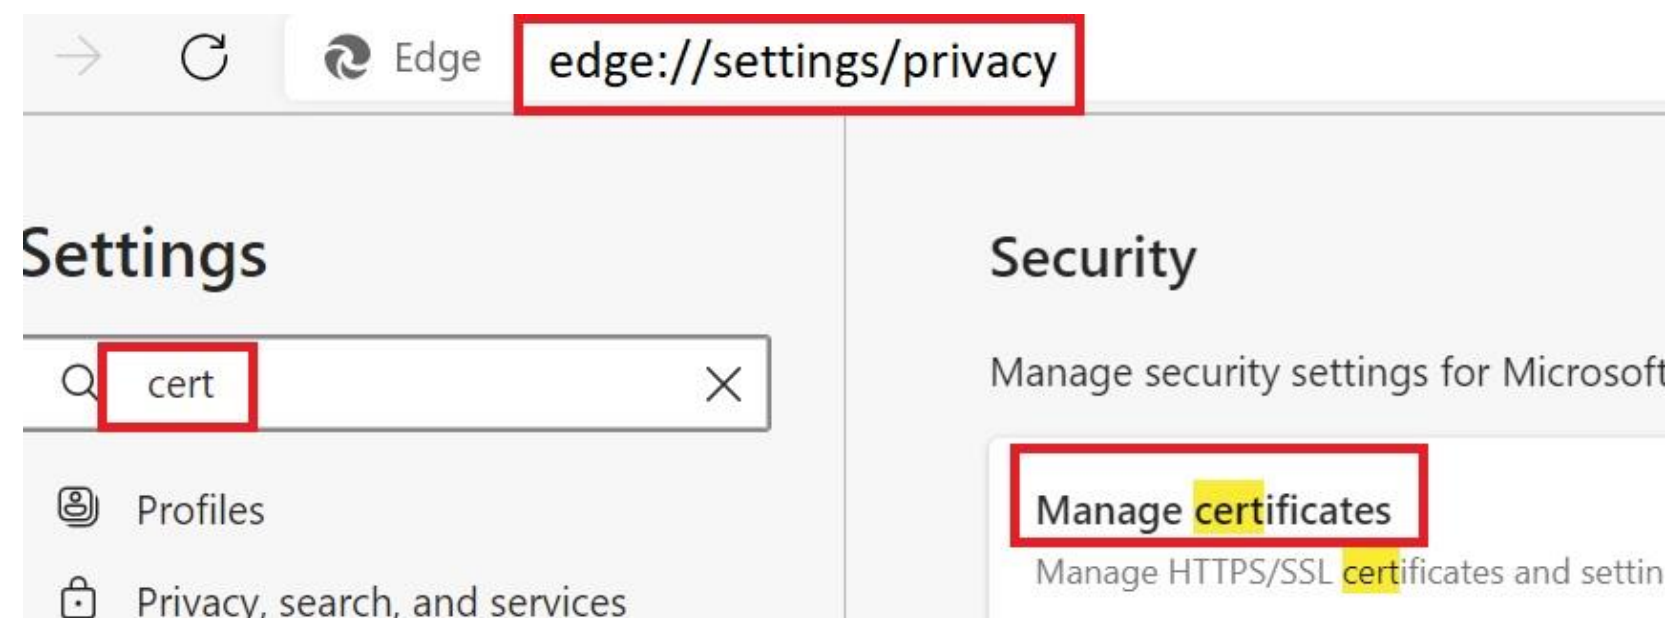 Edge edge://settings/privacy
Settings
cert
Profiles
Privacy, search, and services
Security
Manage security settings for Microsoft
Manage certificates
Manage HTTPS/SSL certificates and settin